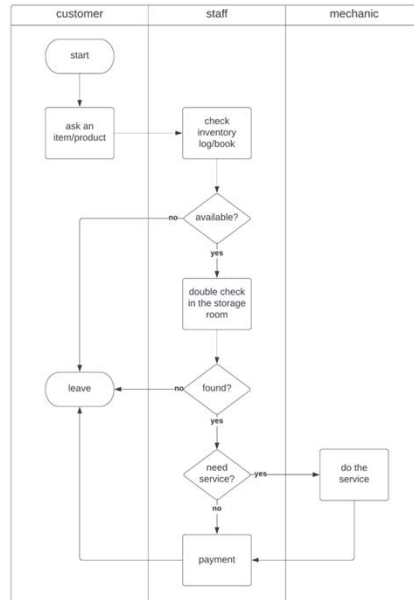 customer
staff
mechanic
start
ask an
item/product
check
inventory
log/book
available?
no
yes
double check
in the storage
room
found?
no
leave
yes
need
service?
yes
do the
service
no
payment